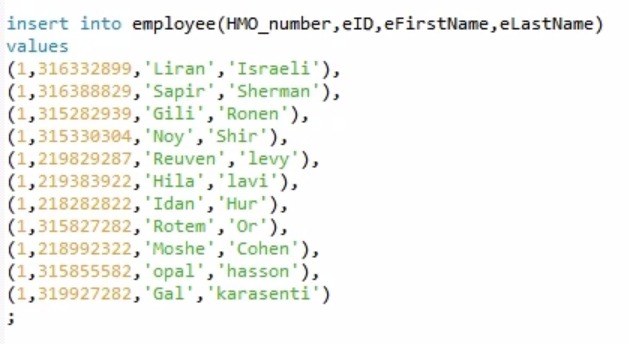 insert into employee(HMO_number,eID,eFirstName,eLastName)
values
(1,316332899,'Liran','Israeli'),
(1,316388829,'Sapir','Sherman'),
(1,315282939,'Gili','Ronen'),
(1,315330304,'Noy','Shir'),
(1,219829287,'Reuven','levy'),
(1,219383922,'Hila','lavi'),
(1,218282822,'Idan','Hur'),
(1,315827282,'Rotem','Or'),
(1,218992322,'Moshe','Cohen'),
(1,315855582,'opal','hasson'),
(1,319927282,'Gal','karasenti')
;